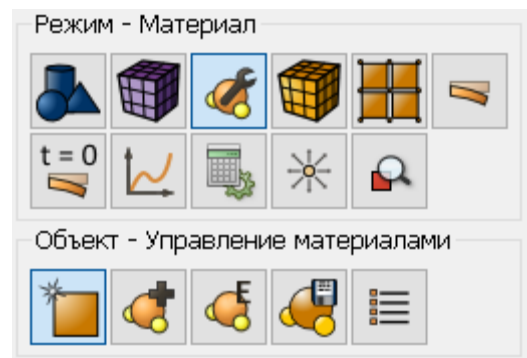 Режим - Материал
t = 0
Объект - Управление материалами
E